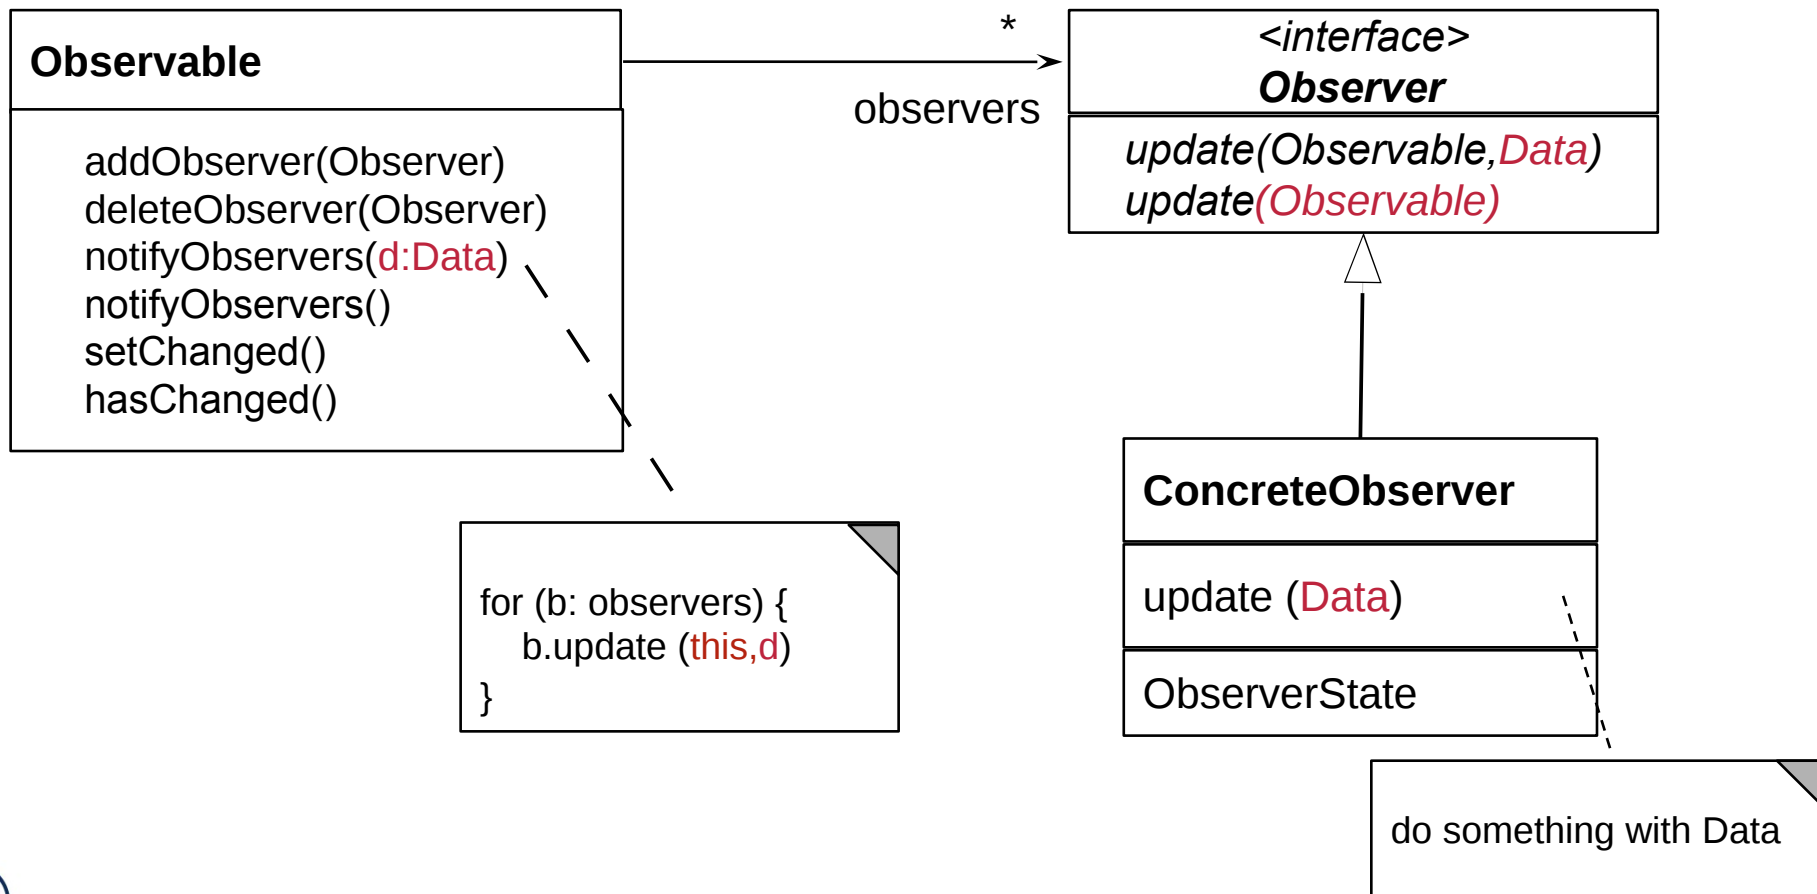 Observable
addObserver(Observer)
deleteObserver(Observer)
notifyObservers(d:Data)
notifyObservers()
setChanged()
hasChanged()
*
observers
<interface>
Observer
update(Observable,Data)
update(Observable)
for (b: observers) {
b.update (this,d)
}
ConcreteObserver
update (Data)
ObserverState
do something with Data